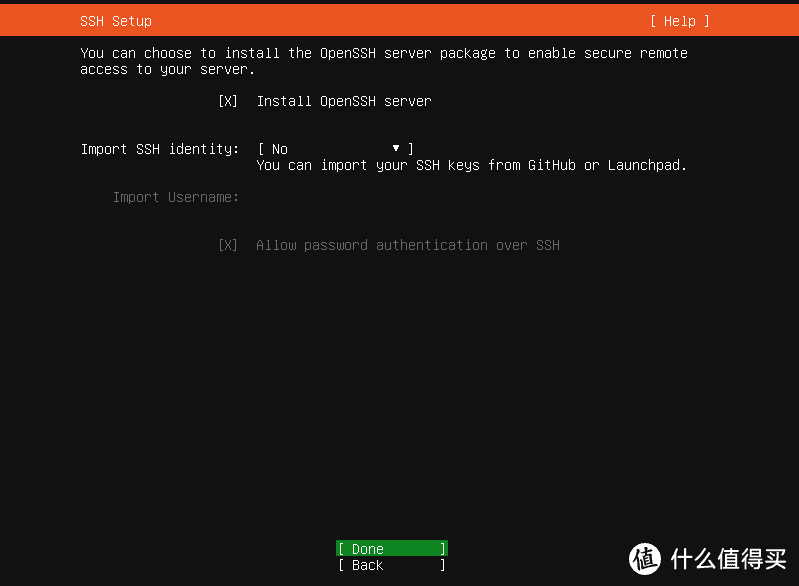 SSH Setup [ Help ]
You can choose to install the OpenSSH server package to enable secure remote
access to your server.
[X] Install OpenSSH server
Import SSH identity: [ No ▾ ]
You can import your SSH keys from GitHub or Launchpad.
Import Username:
[X] Allow password authentication over SSH
[ Done ]
[ Back ]
值 什么值得买